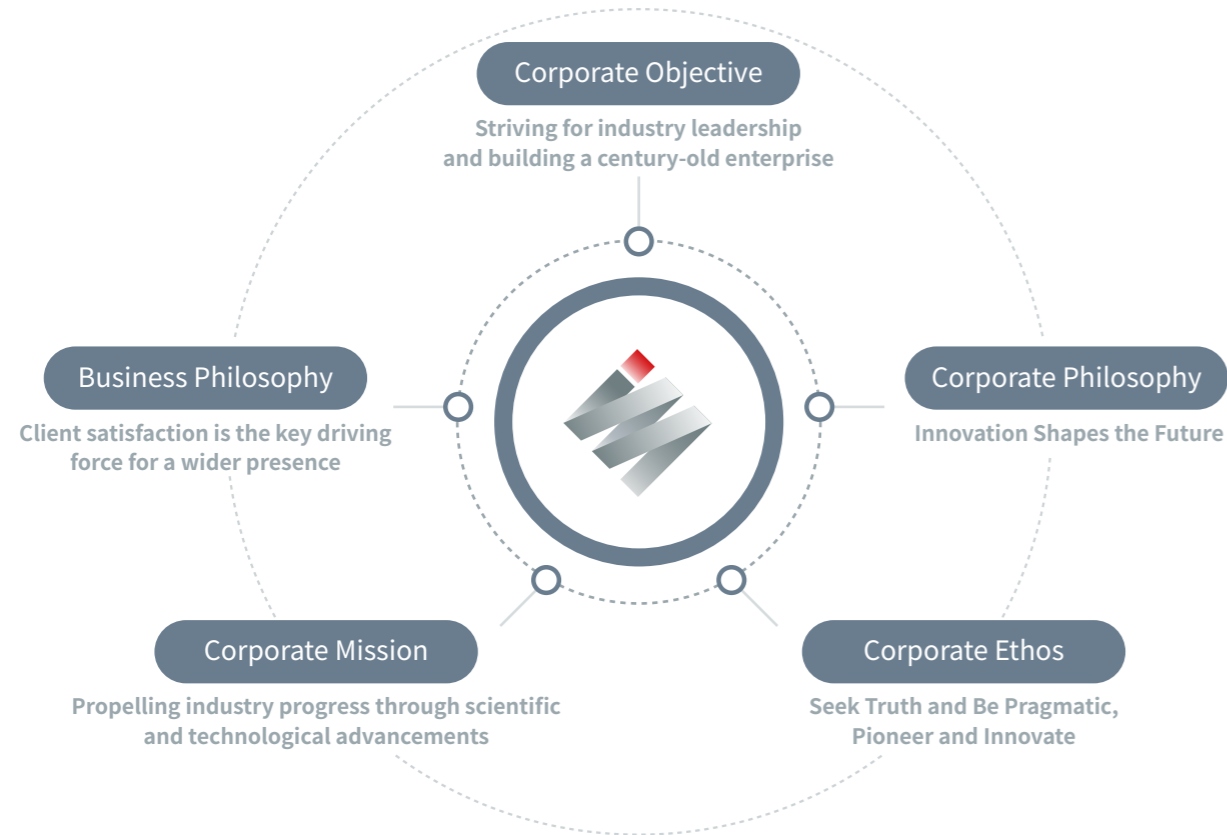 Corporate Objective
Striving for industry leadership
and building a century-old enterprise
Business Philosophy
Client satisfaction is the key driving
force for a wider presence
Corporate Philosophy
Innovation Shapes the Future
Corporate Mission
Propelling industry progress through scientific
and technological advancements
Corporate Ethos
Seek Truth and Be Pragmatic,
Pioneer and Innovate